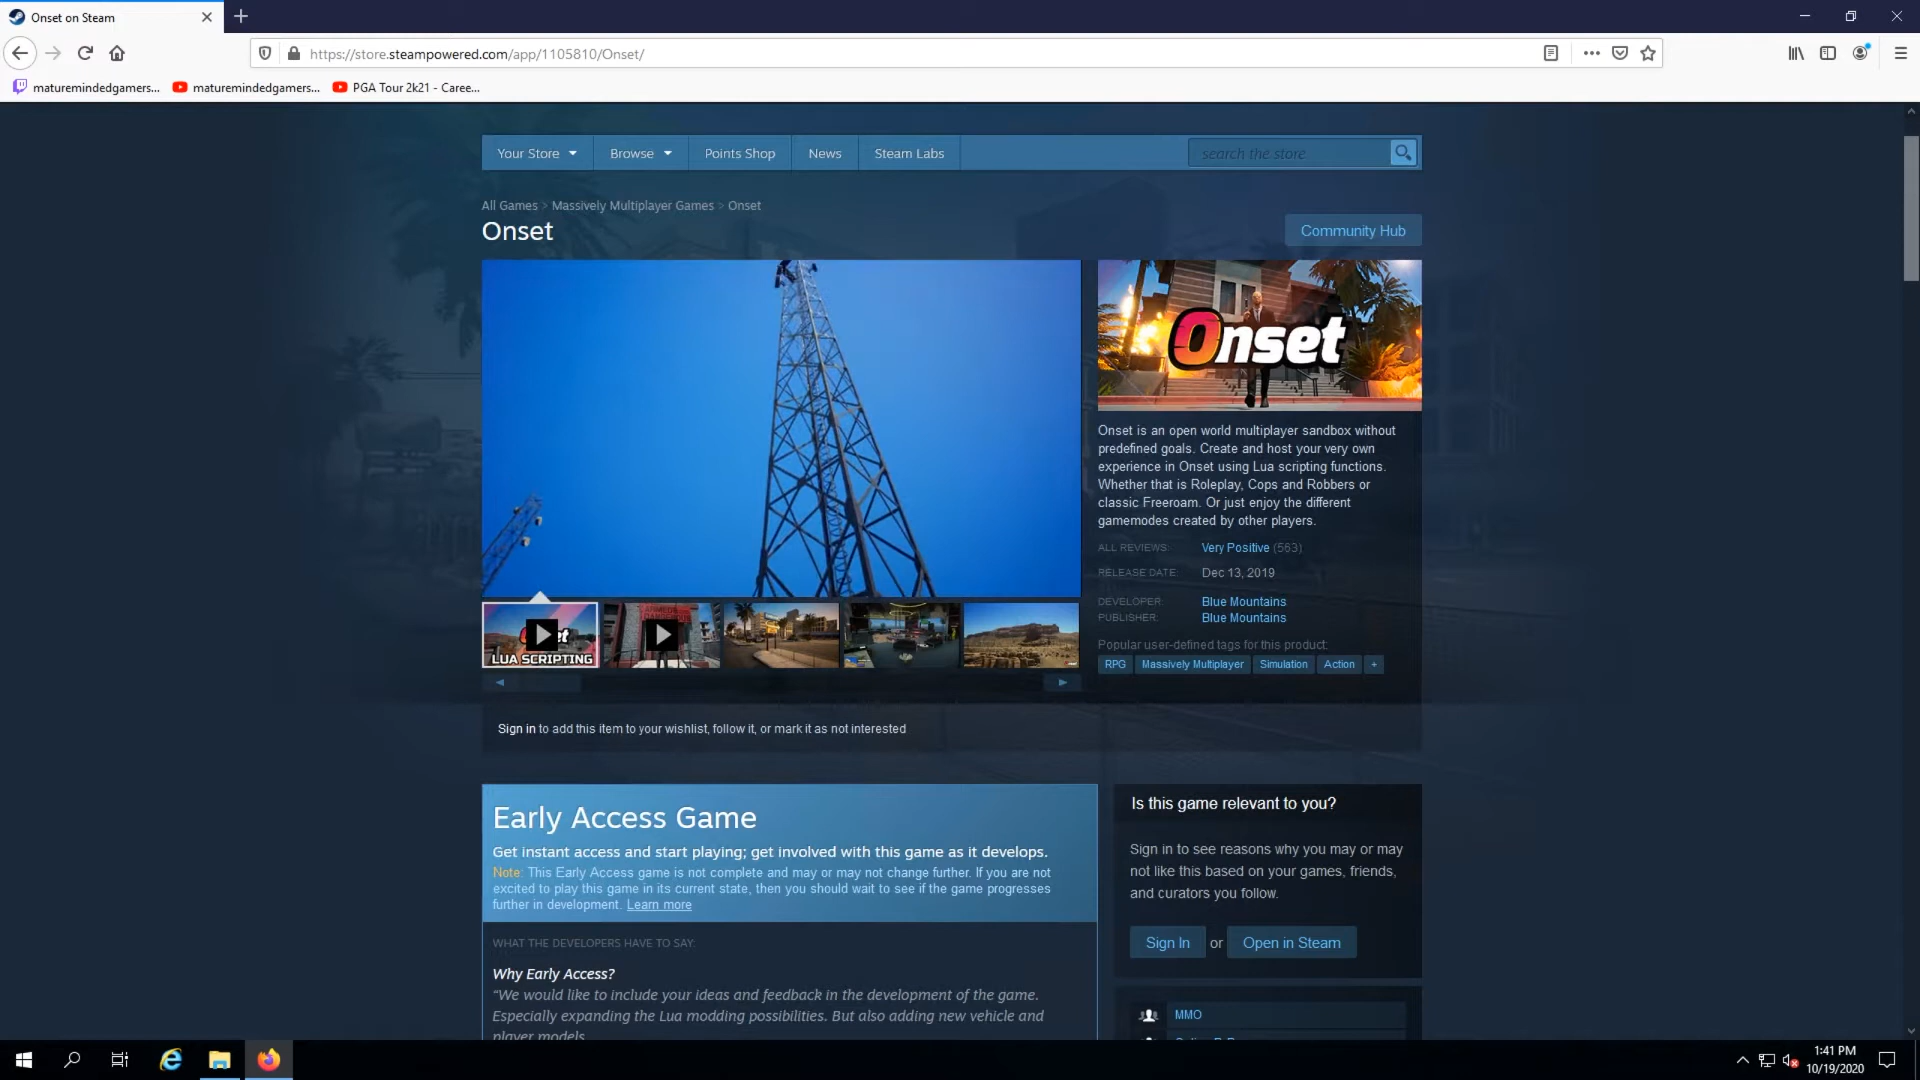 Onset on Steam
https://store.steampowered.com/app/1105810/Onset/
maturemindedgamers...
maturemindedgamers...
PGA Tour 2k21 - Caree...
Your Store
Browse
Points Shop
News
Steam Labs
search the store
All Games > Massively Multiplayer Games > Onset
Onset
Community Hub
Onset
Onset is an open world multiplayer sandbox without
predefined goals. Create and host your very own
experience in Onset using Lua scripting functions.
Whether that is Roleplay, Cops and Robbers or
classic Freeroam. Or just enjoy the different
gamemodes created by other players.
ALL REVIEWS: Very Positive (563)
RELEASE DATE: Dec 13, 2019
DEVELOPER: Blue Mountains
PUBLISHER: Blue Mountains
Popular user-defined tags for this product:
RPG Massively Multiplayer Simulation Action +
LUA SCRIPTING
Sign in to add this item to your wishlist, follow it, or mark it as not interested
Early Access Game
Get instant access and start playing; get involved with this game as it develops.
Note: This Early Access game is not complete and may or may not change further. If you are not
excited to play this game in its current state, then you should wait to see if the game progresses
further in development. Learn more
WHAT THE DEVELOPERS HAVE TO SAY:
Why Early Access?
“We would like to include your ideas and feedback in the development of the game.
Especially expanding the Lua modding possibilities. But also adding new vehicle and
player models
Is this game relevant to you?
Sign in to see reasons why you may or may
not like this based on your games, friends,
and curators you follow.
Sign In or Open in Steam
MMO
1:41 PM
10/19/2020